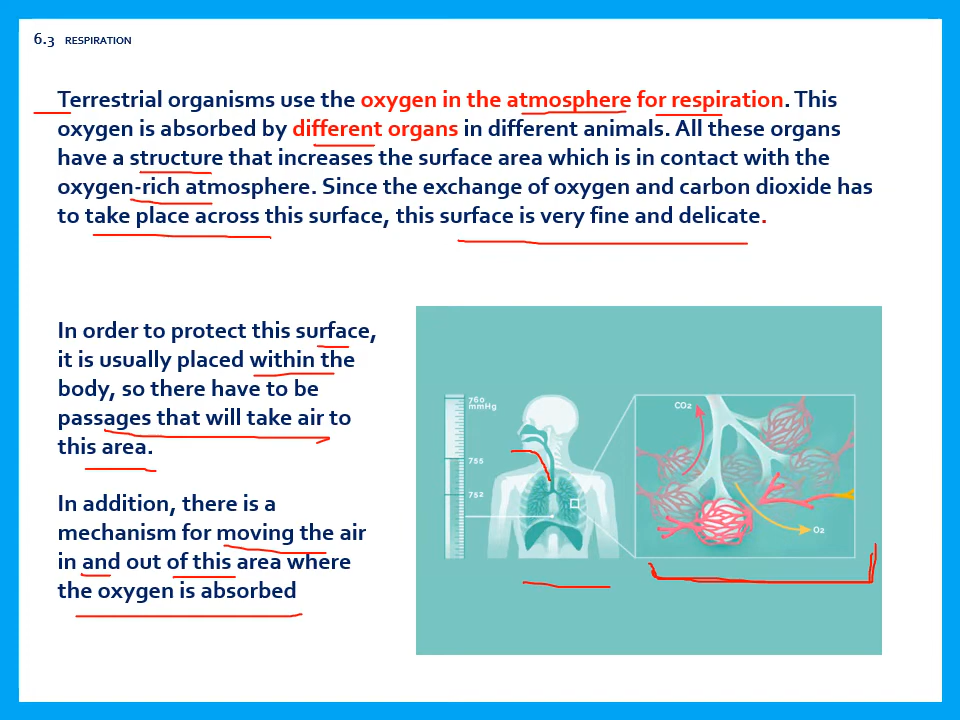 6.3 RESPIRATION
Terrestrial organisms use the oxygen in the atmosphere for respiration. This
oxygen is absorbed by different organs in different animals. All these organs
have a structure that increases the surface area which is in contact with the
oxygen-rich atmosphere. Since the exchange of oxygen and carbon dioxide has
to take place across this surface, this surface is very fine and delicate.
In order to protect this surface,
it is usually placed within the
body, so there have to be
passages that will take air to
this area.
In addition, there is a
mechanism for moving the air
in and out of this area where
the oxygen is absorbed
760
mmHg
755
752
CO2
O2